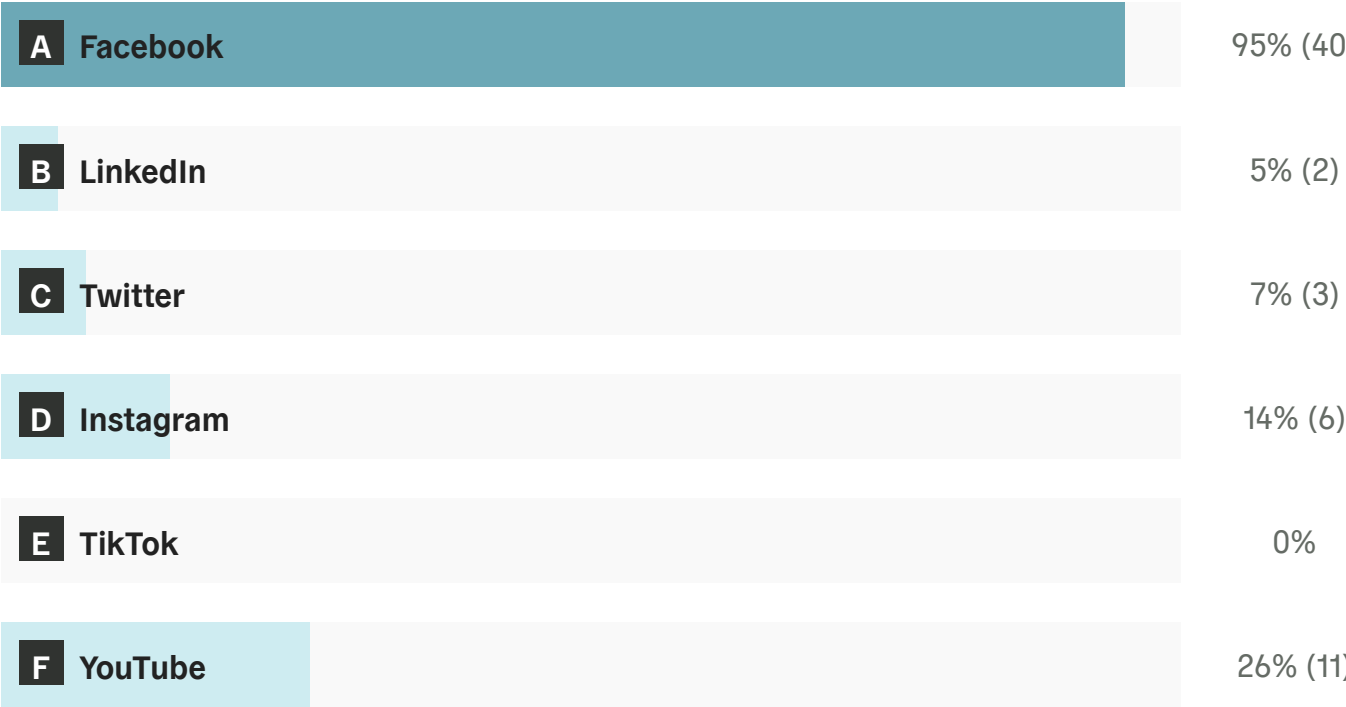 A Facebook 95% (40
B LinkedIn 5% (2)
C Twitter 7% (3)
D Instagram 14% (6)
E TikTok 0%
F YouTube 26% (11)